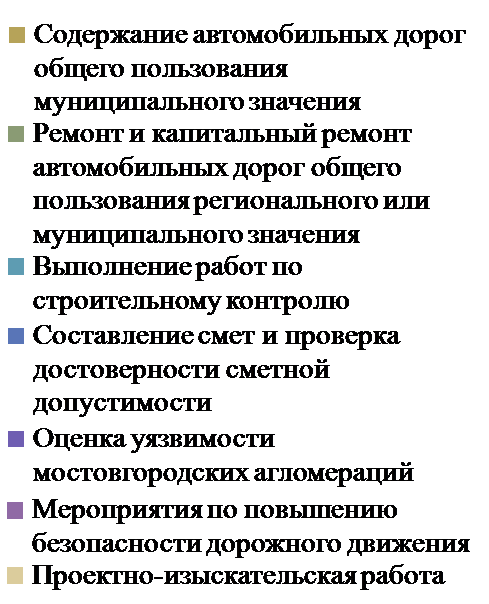 Содержание автомобильных дорог
общего пользования
муниципального значения
Ремонт и капитальный ремонт
автомобильных дорог общего
пользования регионального или
муниципального значения
Выполнение работ по
строительному контролю
Составление смет и проверка
достоверности сметной
допустимости
Оценка уязвимости
мостовгородских агломераций
Мероприятия по повышению
безопасности дорожного движения
Проектно-изыскательская работа